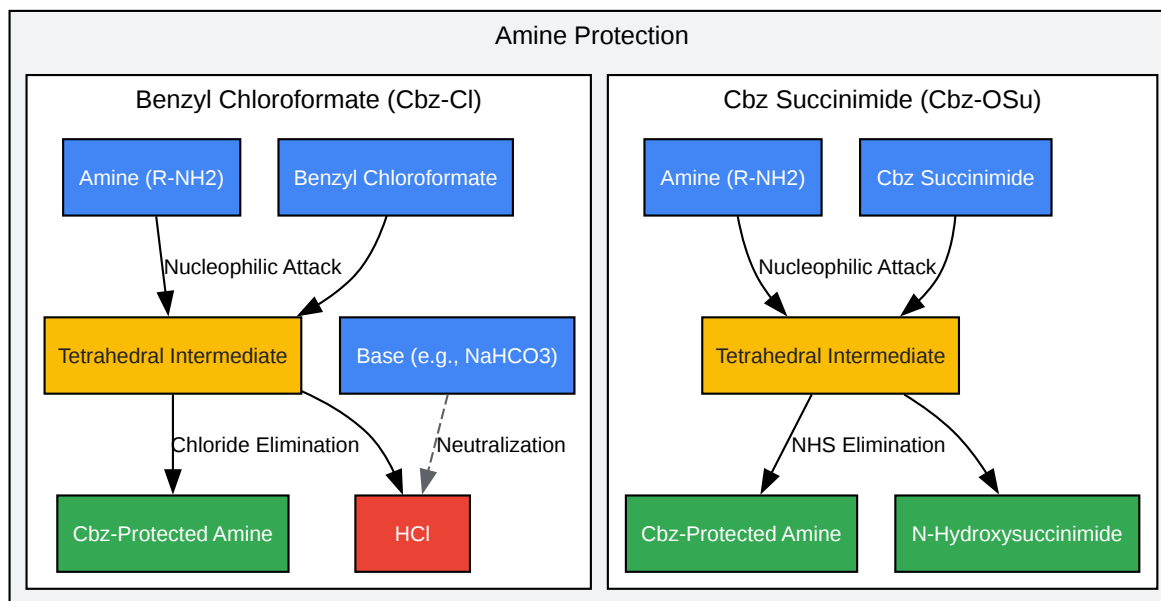 Amine Protection
Benzyl Chloroformate (Cbz-Cl)
Amine (R-NH2)
Benzyl Chloroformate
Nucleophilic Attack
Tetrahedral Intermediate
Base (e.g., NaHCO3)
Chloride Elimination
Neutralization
Cbz-Protected Amine
HCl
Cbz Succinimide (Cbz-OSu)
Amine (R-NH2)
Cbz Succinimide
Nucleophilic Attack
Tetrahedral Intermediate
NHS Elimination
Cbz-Protected Amine
N-Hydroxysuccinimide